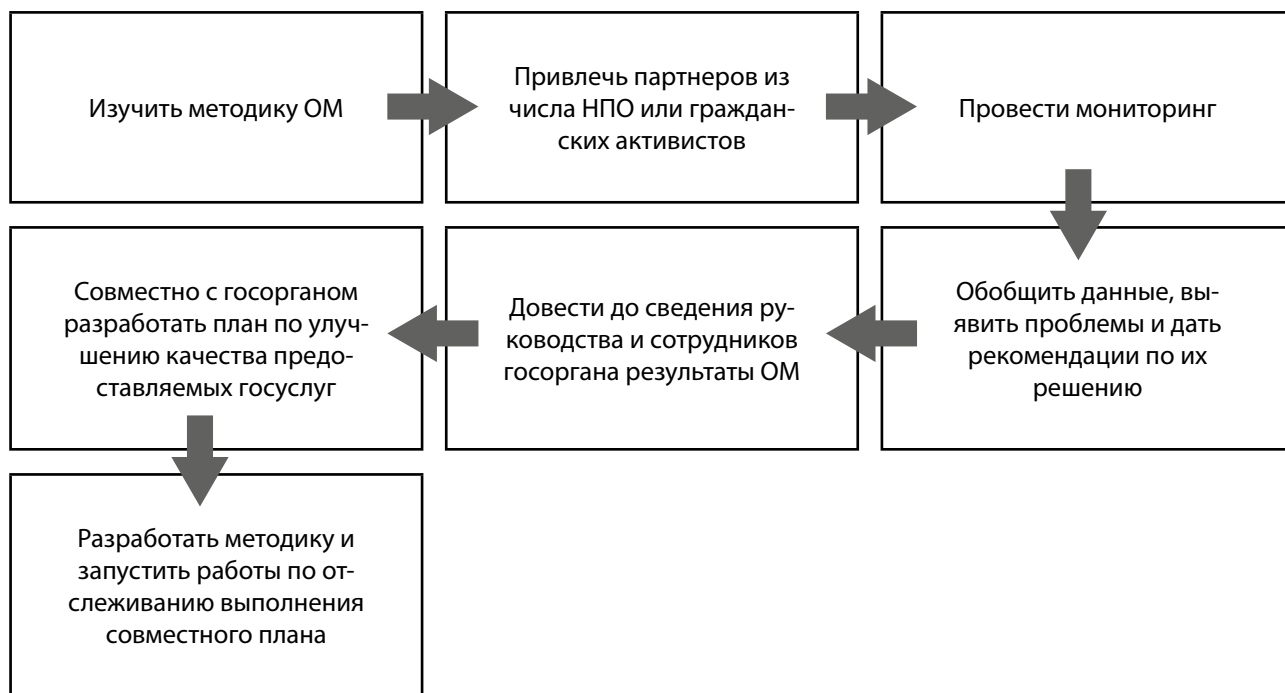 Изучить методику ОМ
Привлечь партнеров из
числа НПО или граждан-
ских активистов
Провести мониторинг
Обобщить данные, вы-
явить проблемы и дать
рекомендации по их
решению
Довести до сведения ру-
ководства и сотрудников
госоргана результаты ОМ
Совместно с госорганом
разработать план по улуч-
шению качества предо-
ставляемых госуслуг
Разработать методику и
запустить работы по от-
слеживанию выполнения
совместного плана